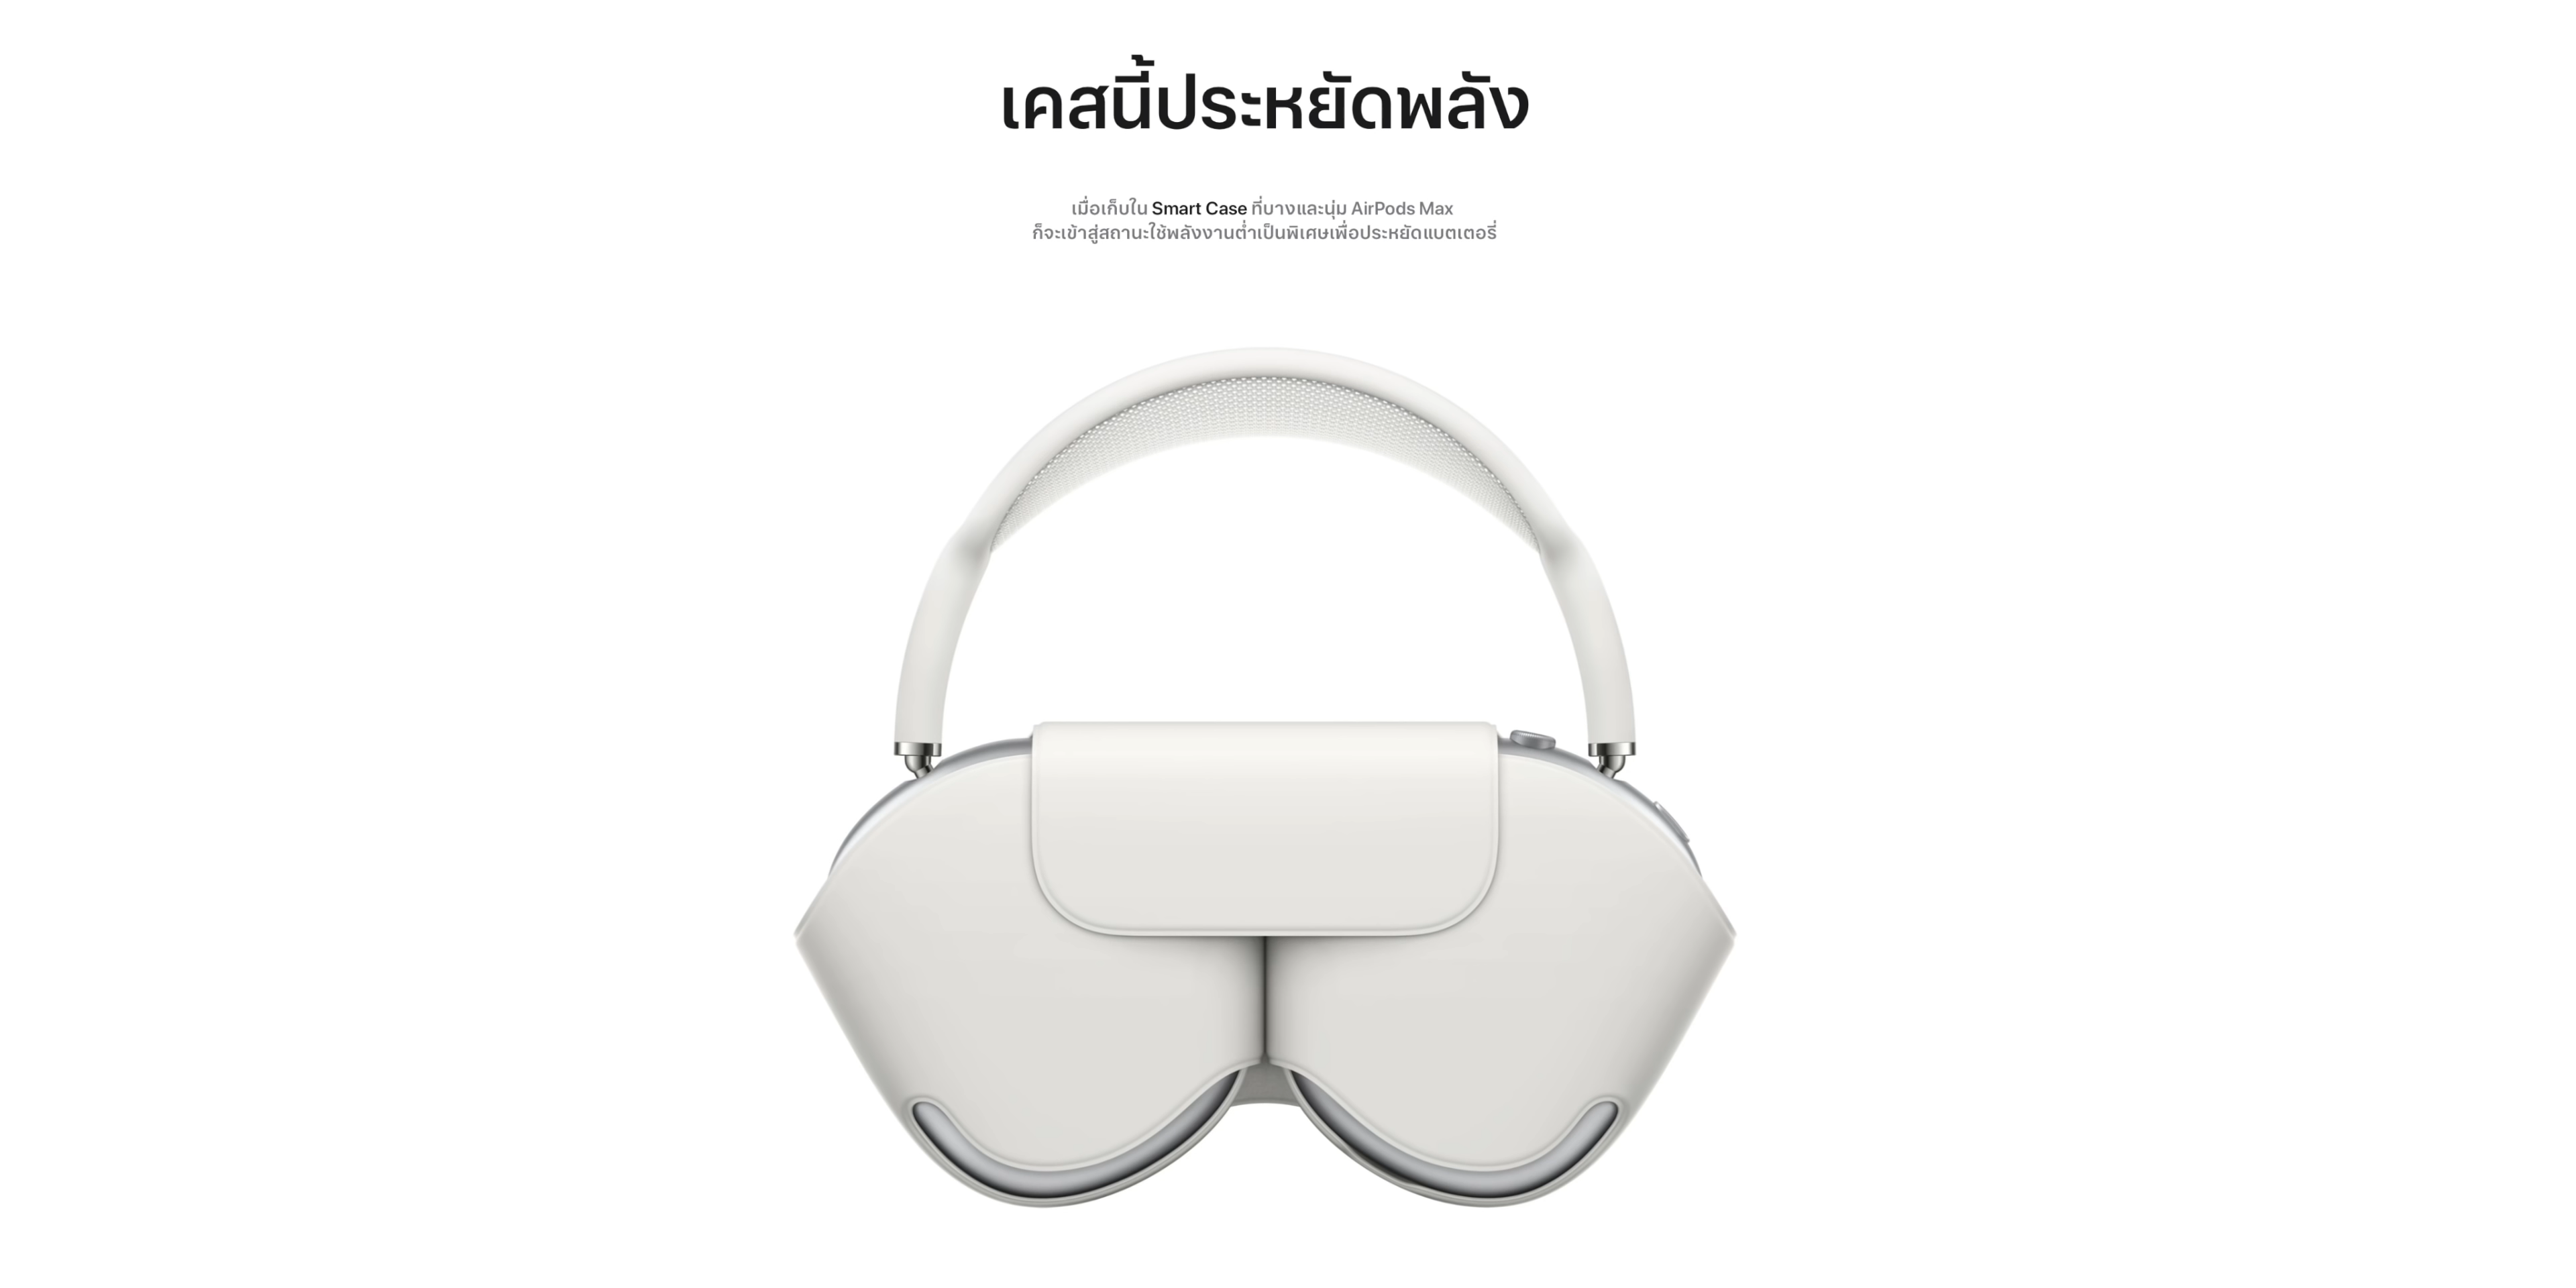 เคสนี้ประหยัดพลัง
เมื่อเก็บใน Smart Case ที่บางและนุ่ม AirPods Max
ก็จะเข้าสู่สถานะใช้พลังงานต่ำเป็นพิเศษเพื่อประหยัดแบตเตอรี่